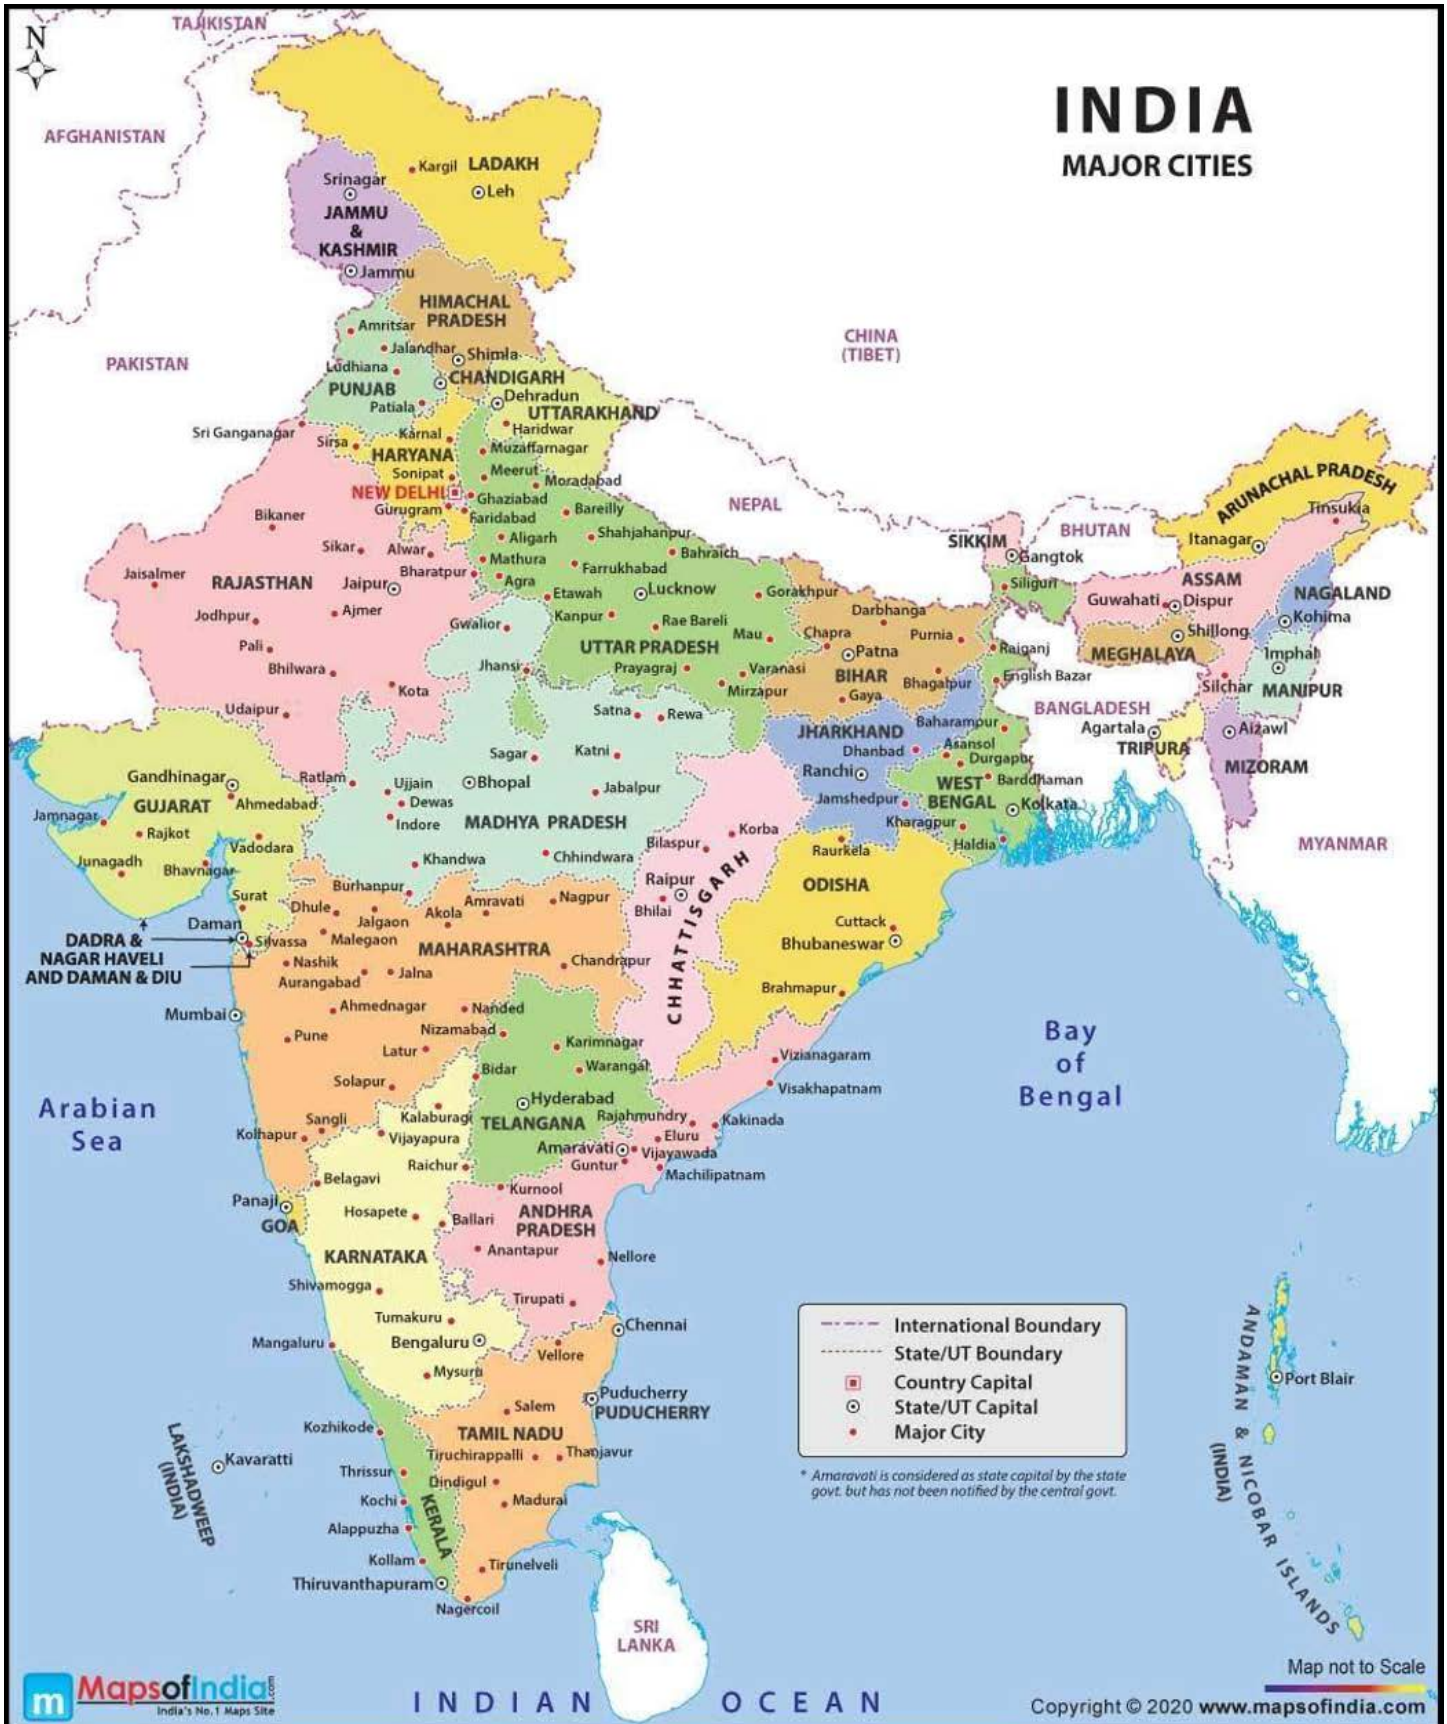 TAJIKISTAN
N
INDIA
MAJOR CITIES
AFGHANISTAN
Kargil
LADAKH
Leh
Srinagar
JAMMU
&
KASHMIR
Jammu
HIMACHAL
PRADESH
CHINA
(TIBET)
PAKISTAN
Amritsar
Jalandhar
Shimla
Ludhiana
PUNJAB
CHANDIGARH
Patiala
Dehradun
UTTARAKHAND
Haridwar
Sri Ganganagar
Sirsa
Karnal
HARYANA
Muzaffarnagar
Sonipat
Meerut
Moradabad
NEW DELHI
Ghaziabad
Gurugram
Faridabad
Bareilly
NEPAL
BHUTAN
ARUNACHAL PRADESH
Tinsukia
Itanagar
SIKKIM
Gangtok
Bikaner
Sikar
Alwar
Aligarh
Shahjahanpur
Mathura
Bahraich
Jaisalmer
RAJASTHAN
Jaipur
Bharatpur
Agra
Farrukhabad
Siliguri
ASSAM
NAGALAND
Etawah
Lucknow
Gorakhpur
Guwahati
Dispur
Kohima
Jodhpur
Ajmer
Gwalior
Kanpur
Rae Bareli
Darbhanga
Shillong
Pali
UTTAR PRADESH
Mau
Chapra
Purnia
MEGHALAYA
Imphal
Bhilwara
Jhansi
Prayagraj
Varanasi
Patna
Raiganj
BIHAR
Bhagalpur
English Bazar
Silchar
MANIPUR
Kota
Mirzapur
Gaya
BANGLADESH
Udaipur
Satna
Rewa
JHARKHAND
Baharampur
Agartala
Aizawl
TRIPURA
Dhanbad
Asansol
Durgapur
MIZORAM
Sagar
Katni
Gandhinagar
Ratlam
Ujjain
Bhopal
Ranchi
WEST
BENGAL
Barddhaman
GUJARAT
Ahmedabad
Dewas
Jabalpur
Jamshedpur
Kolkata
Jamnagar
Rajkot
Indore
MADHYA PRADESH
Kharagpur
Korba
Vadodara
Bilaspur
Raurkela
Haldia
MYANMAR
Junagadh
Bhavnagar
Khandwa
Chhindwara
Burhanpur
Raipur
CHHATTISGARH
ODISHA
Surat
Dhule
Jalgaon
Akola
Amravati
Nagpur
Bhilai
Cuttack
Daman
Silvassa
Malegaon
Bhubaneswar
DADRA &
NAGAR HAVELI
AND DAMAN & DIU
MAHARASHTRA
Nashik
Jalna
Chandrapur
Aurangabad
Brahmapur
Mumbai
Ahmednagar
Nanded
Pune
Nizamabad
Karimnagar
Bay
of
Bengal
Latur
Vizianagaram
Bidar
Warangal
Solapur
Visakhapatnam
Arabian
Sea
Hyderabad
Sangli
Kalaburagi
TELANGANA
Rajahmundry
Kakinada
Kolhapur
Vijayapura
Eluru
Amaravati
Vijayawada
Raichur
Guntur
Machilipatnam
Belagavi
Kurnool
Panaji
GOA
Hosapete
Ballari
ANDHRA
PRADESH
KARNATAKA
Anantapur
Nellore
Shivamogga
Tirupati
Tumakuru
Chennai
Mangaluru
Bengaluru
Vellore
Mysuru
International Boundary
State/UT Boundary
Country Capital
State/UT Capital
Major City
* Amaravati is considered as state capital by the state
govt. but has not been notified by the central govt.
ANDAMAN & NICOBAR ISLANDS
(INDIA)
Port Blair
Puducherry
PUDUCHERRY
Salem
Kozhikode
TAMIL NADU
LAKSHADWEEP
(INDIA)
Kavaratti
Tiruchirappalli
Thanjavur
Thrissur
Dindigul
Kochi
KERALA
Madurai
Alappuzha
Kollam
Tirunelveli
Thiruvanthapuram
Nagercoil
SRI
LANKA
INDIAN OCEAN
m
MapsofIndia.com
India's No.1 Maps Site
Map not to Scale
Copyright © 2020 www.mapsofindia.com